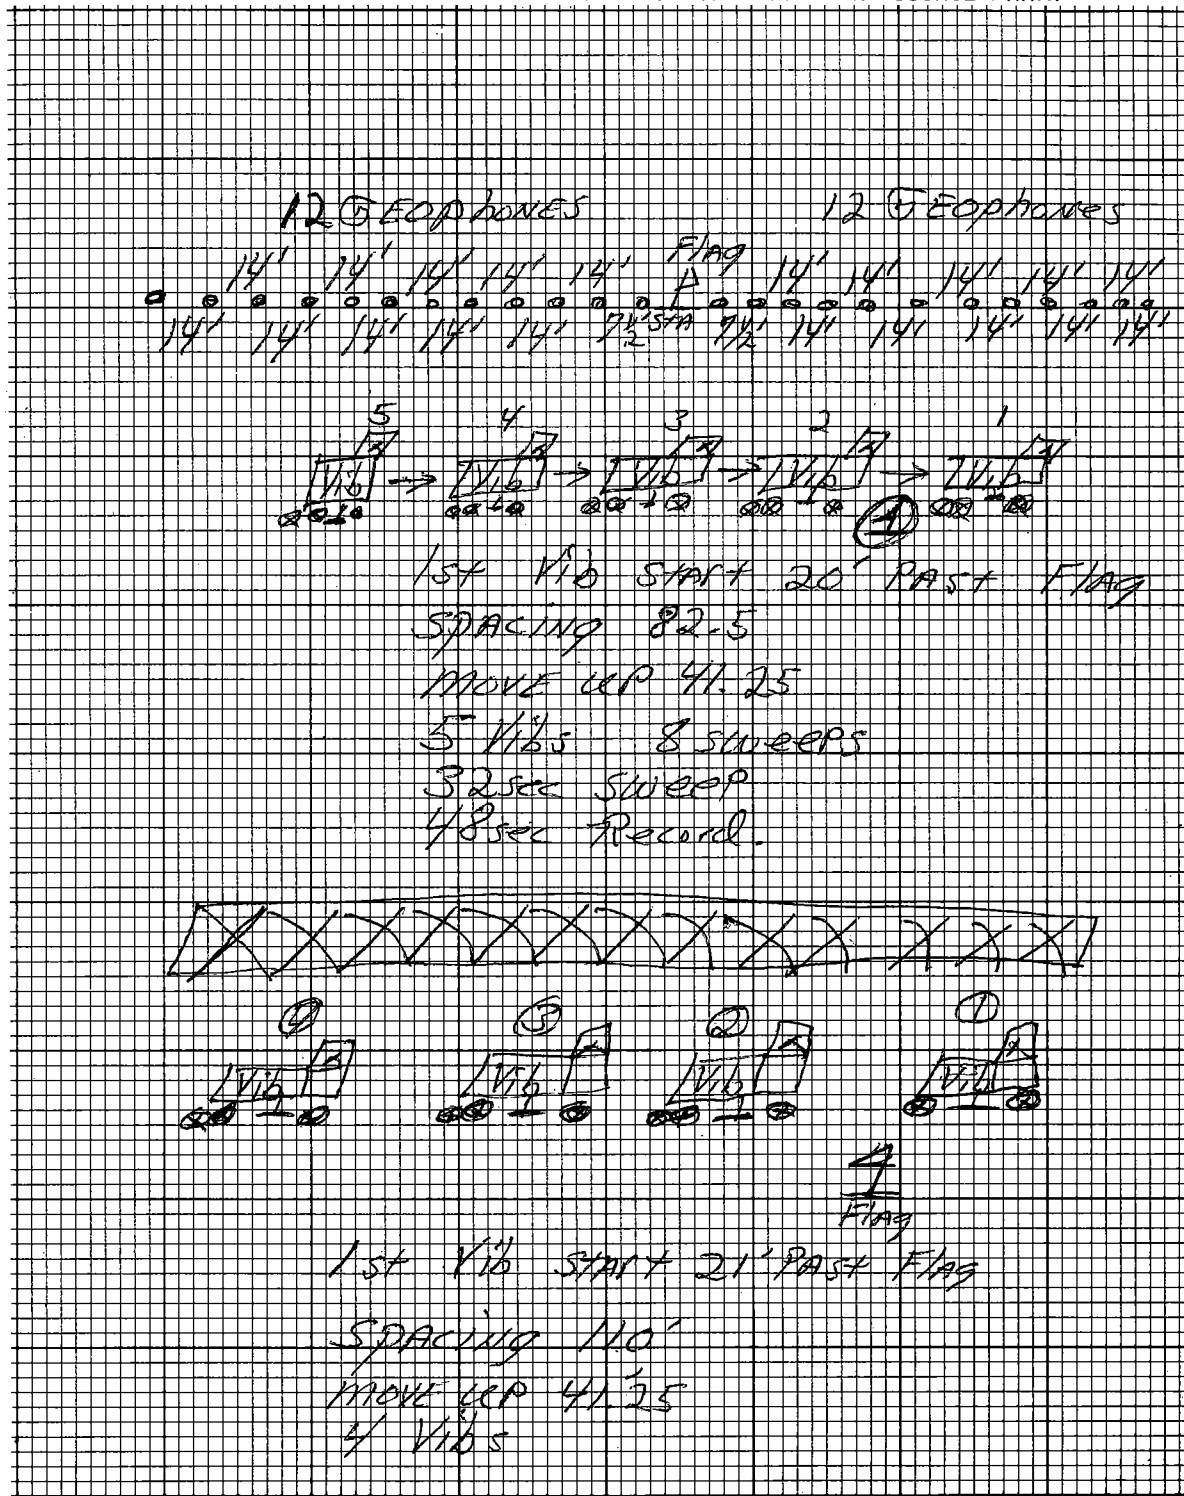 12 GEOphONES 12 GEOphones
Flag
14' 14' 14' 14' 14' 14' 14' 14' 14' 14'
14' 14' 14' 14' 14' 7½' STA 7½' 14' 14' 14' 14' 14'
5 4 3 2 1
Vib → Vib → Vib → Vib → Vib
1st Vib START 20' PAST FLAG
SPACING 82.5
MOVE UP 41.25
5 Vibs 8 sweeps
32sec sweep
48sec Record.
4 3 2 1
Vib Vib Vib Vib
Flag
1st Vib START 21' PAST FLAG
SPACING 110'
MOVE UP 41.25
4 Vibs